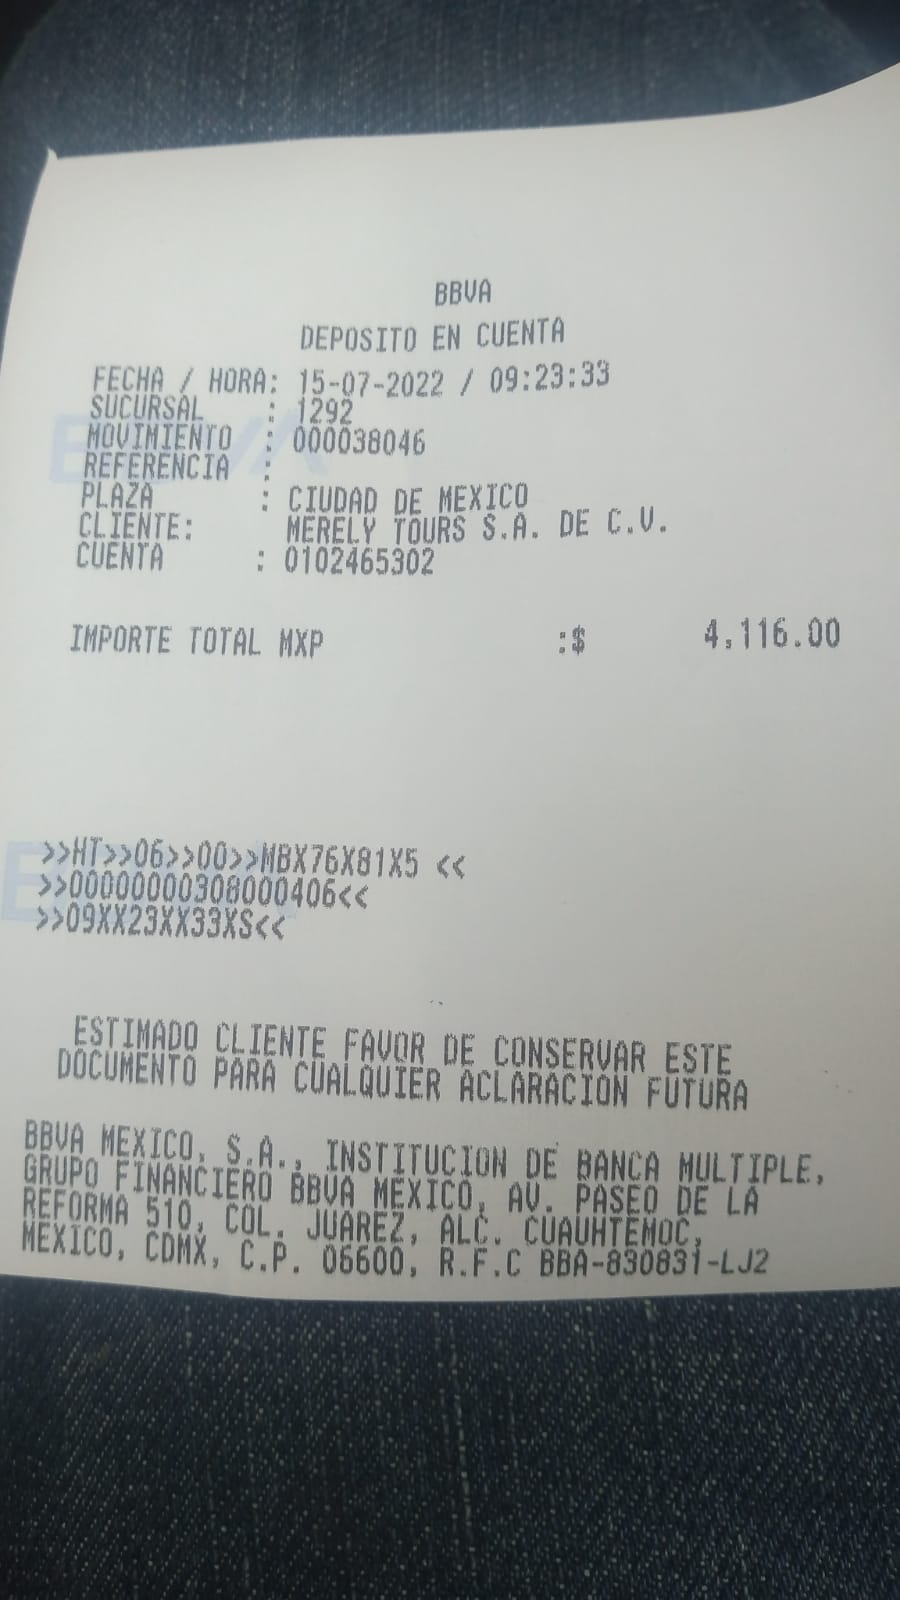 BBVA
DEPOSITO EN CUENTA
FECHA / HORA: 15-07-2022 / 09:23:33
SUCURSAL : 1292
MOVIMIENTO : 000038046
REFERENCIA :
PLAZA : CIUDAD DE MEXICO
CLIENTE: MERELY TOURS S.A. DE C.V.
CUENTA : 0102465302
IMPORTE TOTAL MXP :$ 4,116.00
>>HT>>06>>00>>MBX76X81X5 <<
>>00000000308000406<<
>>09XX23XX33XS<<
ESTIMADO CLIENTE FAVOR DE CONSERVAR ESTE
DOCUMENTO PARA CUALQUIER ACLARACION FUTURA
BBVA MEXICO, S.A., INSTITUCION DE BANCA MULTIPLE,
GRUPO FINANCIERO BBVA MEXICO, AV. PASEO DE LA
REFORMA 510, COL. JUAREZ, ALC. CUAUHTEMOC,
MEXICO, CDMX, C.P. 06600, R.F.C BBA-830831-LJ2